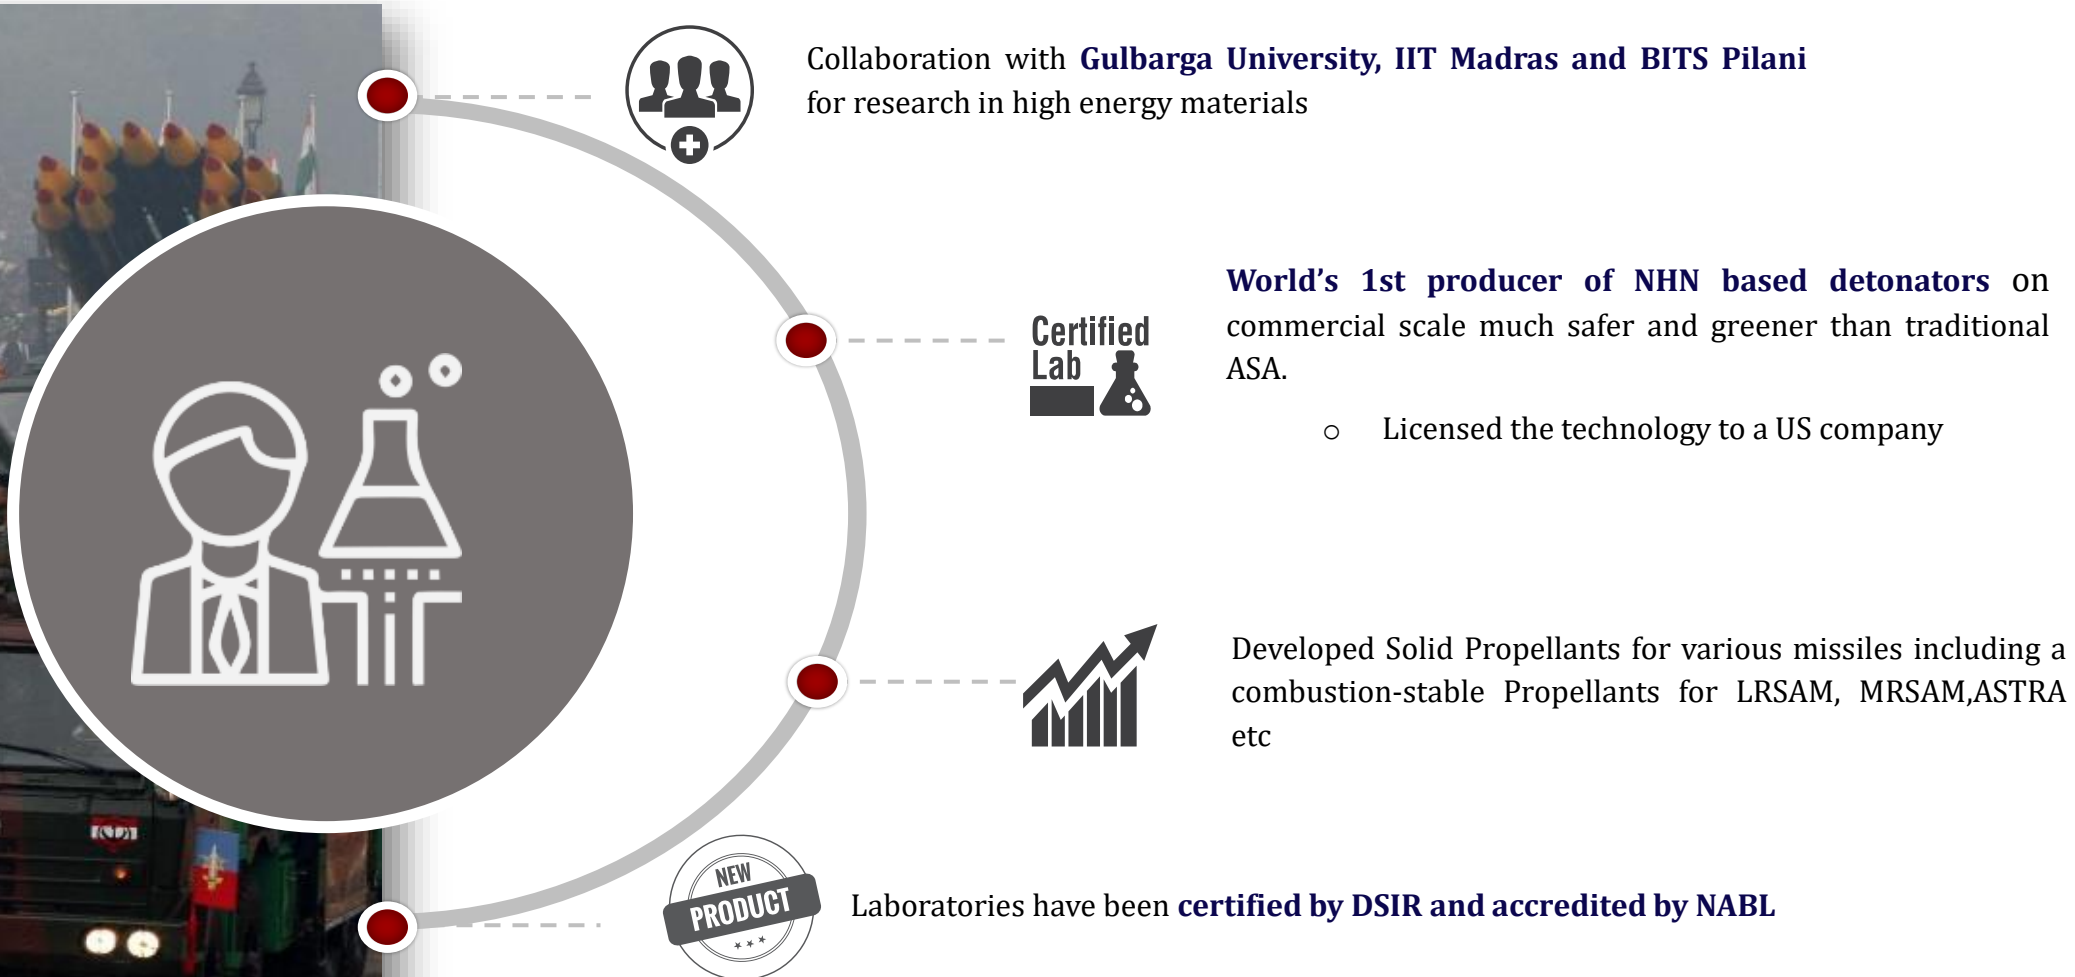 Collaboration with Gulbarga University, IIT Madras and BITS Pilani
for research in high energy materials
World’s 1st producer of NHN based detonators on
commercial scale much safer and greener than traditional
ASA.
o Licensed the technology to a US company
Certified
Lab
Developed Solid Propellants for various missiles including a
combustion-stable Propellants for LRSAM, MRSAM,ASTRA
etc
NEW
PRODUCT
Laboratories have been certified by DSIR and accredited by NABL